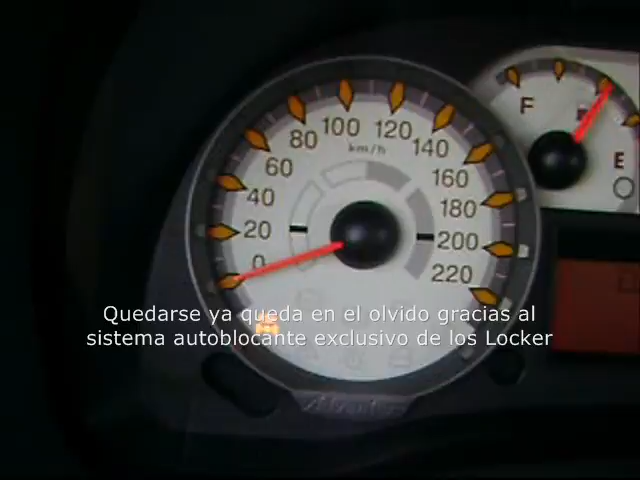 F
E
km/h
0
20
40
60
80
100
120
140
160
180
200
220
Quedarse ya queda en el olvido gracias al
sistema autoblocante exclusivo de los Locker